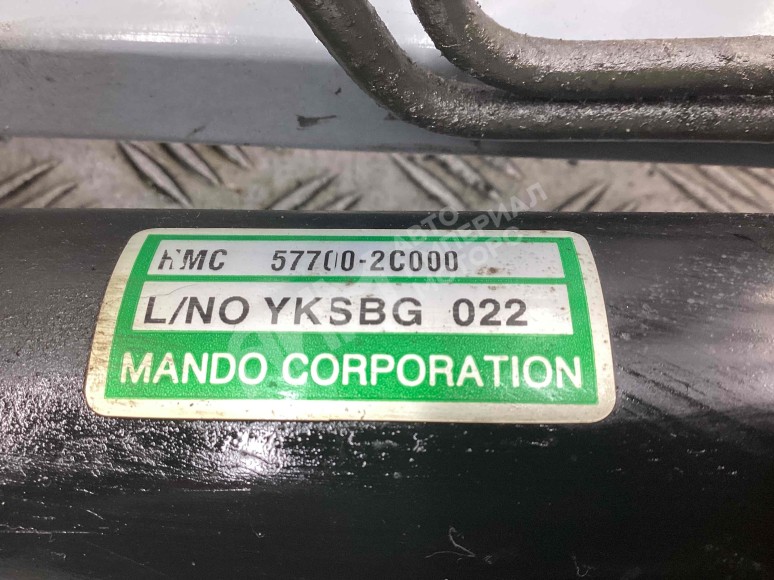 HMC 57700-2C000
L/NO YKSBG 022
MANDO CORPORATION